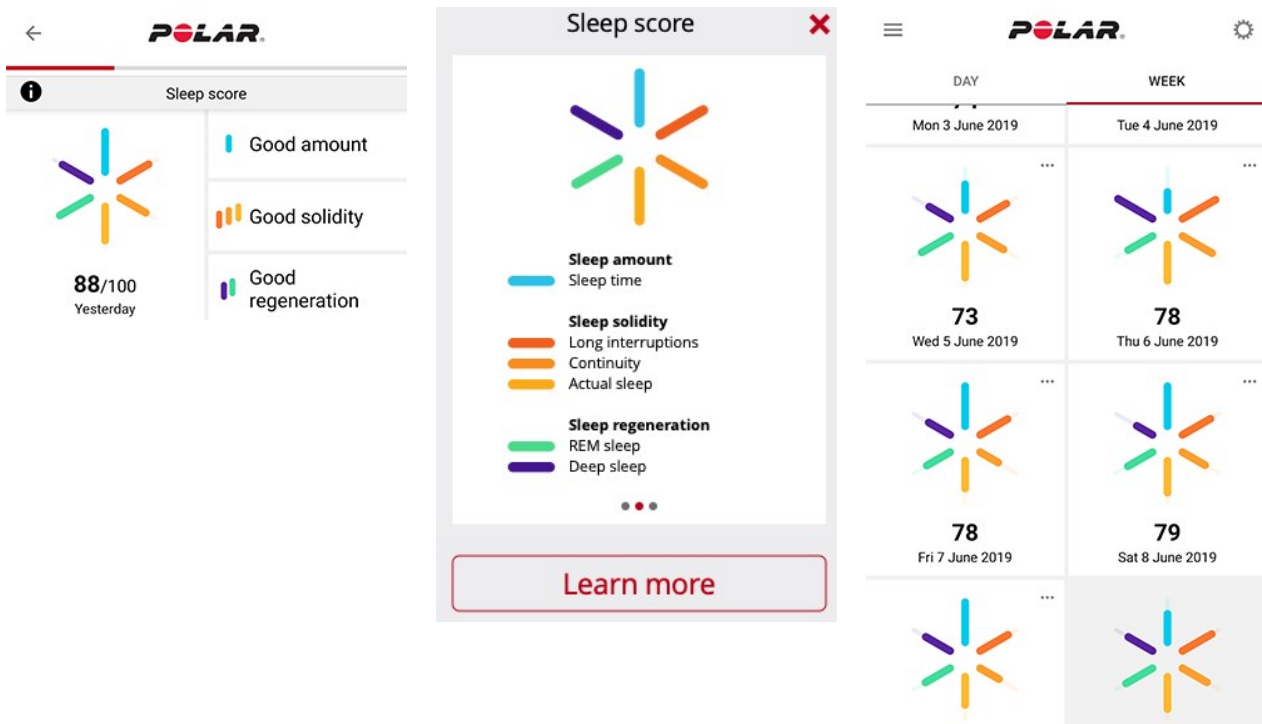 POLAR.
Sleep score
Good amount
Good solidity
Good
regeneration
88/100
Yesterday
Sleep score
Sleep amount
Sleep time
Sleep solidity
Long interruptions
Continuity
Actual sleep
Sleep regeneration
REM sleep
Deep sleep
Learn more
POLAR.
DAY
WEEK
Mon 3 June 2019
Tue 4 June 2019
73
Wed 5 June 2019
78
Thu 6 June 2019
78
Fri 7 June 2019
79
Sat 8 June 2019